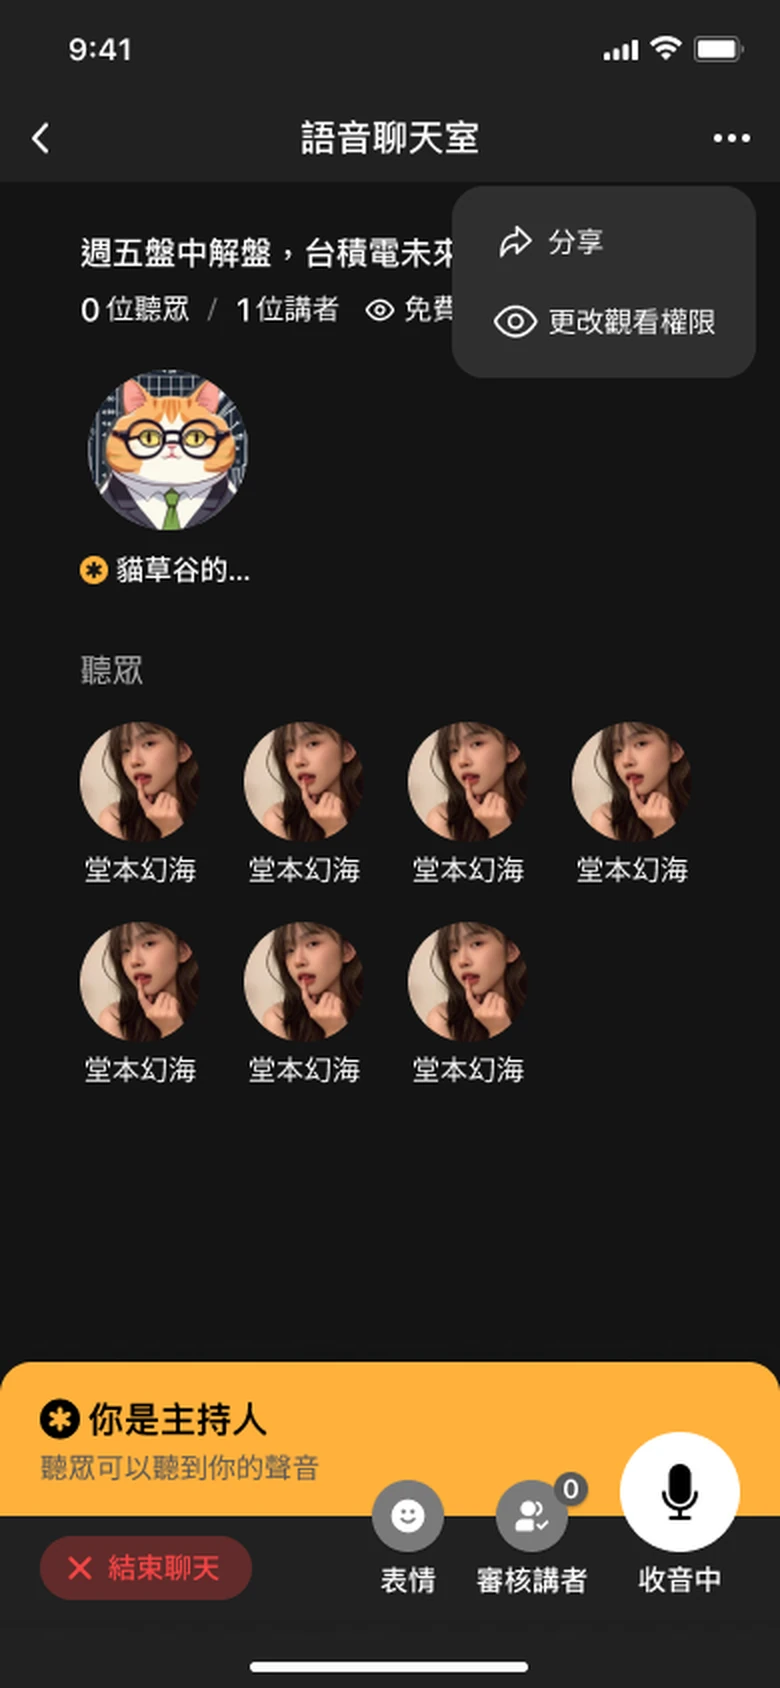 9:41
語音聊天室
分享
更改觀看權限
週五盤中解盤，台積電未來
0 位聽眾 / 1 位講者 免費
貓草谷的...
聽眾
堂本幻海 堂本幻海 堂本幻海 堂本幻海
堂本幻海 堂本幻海 堂本幻海
你是主持人
聽眾可以聽到你的聲音
0
結束聊天
表情 審核講者 收音中